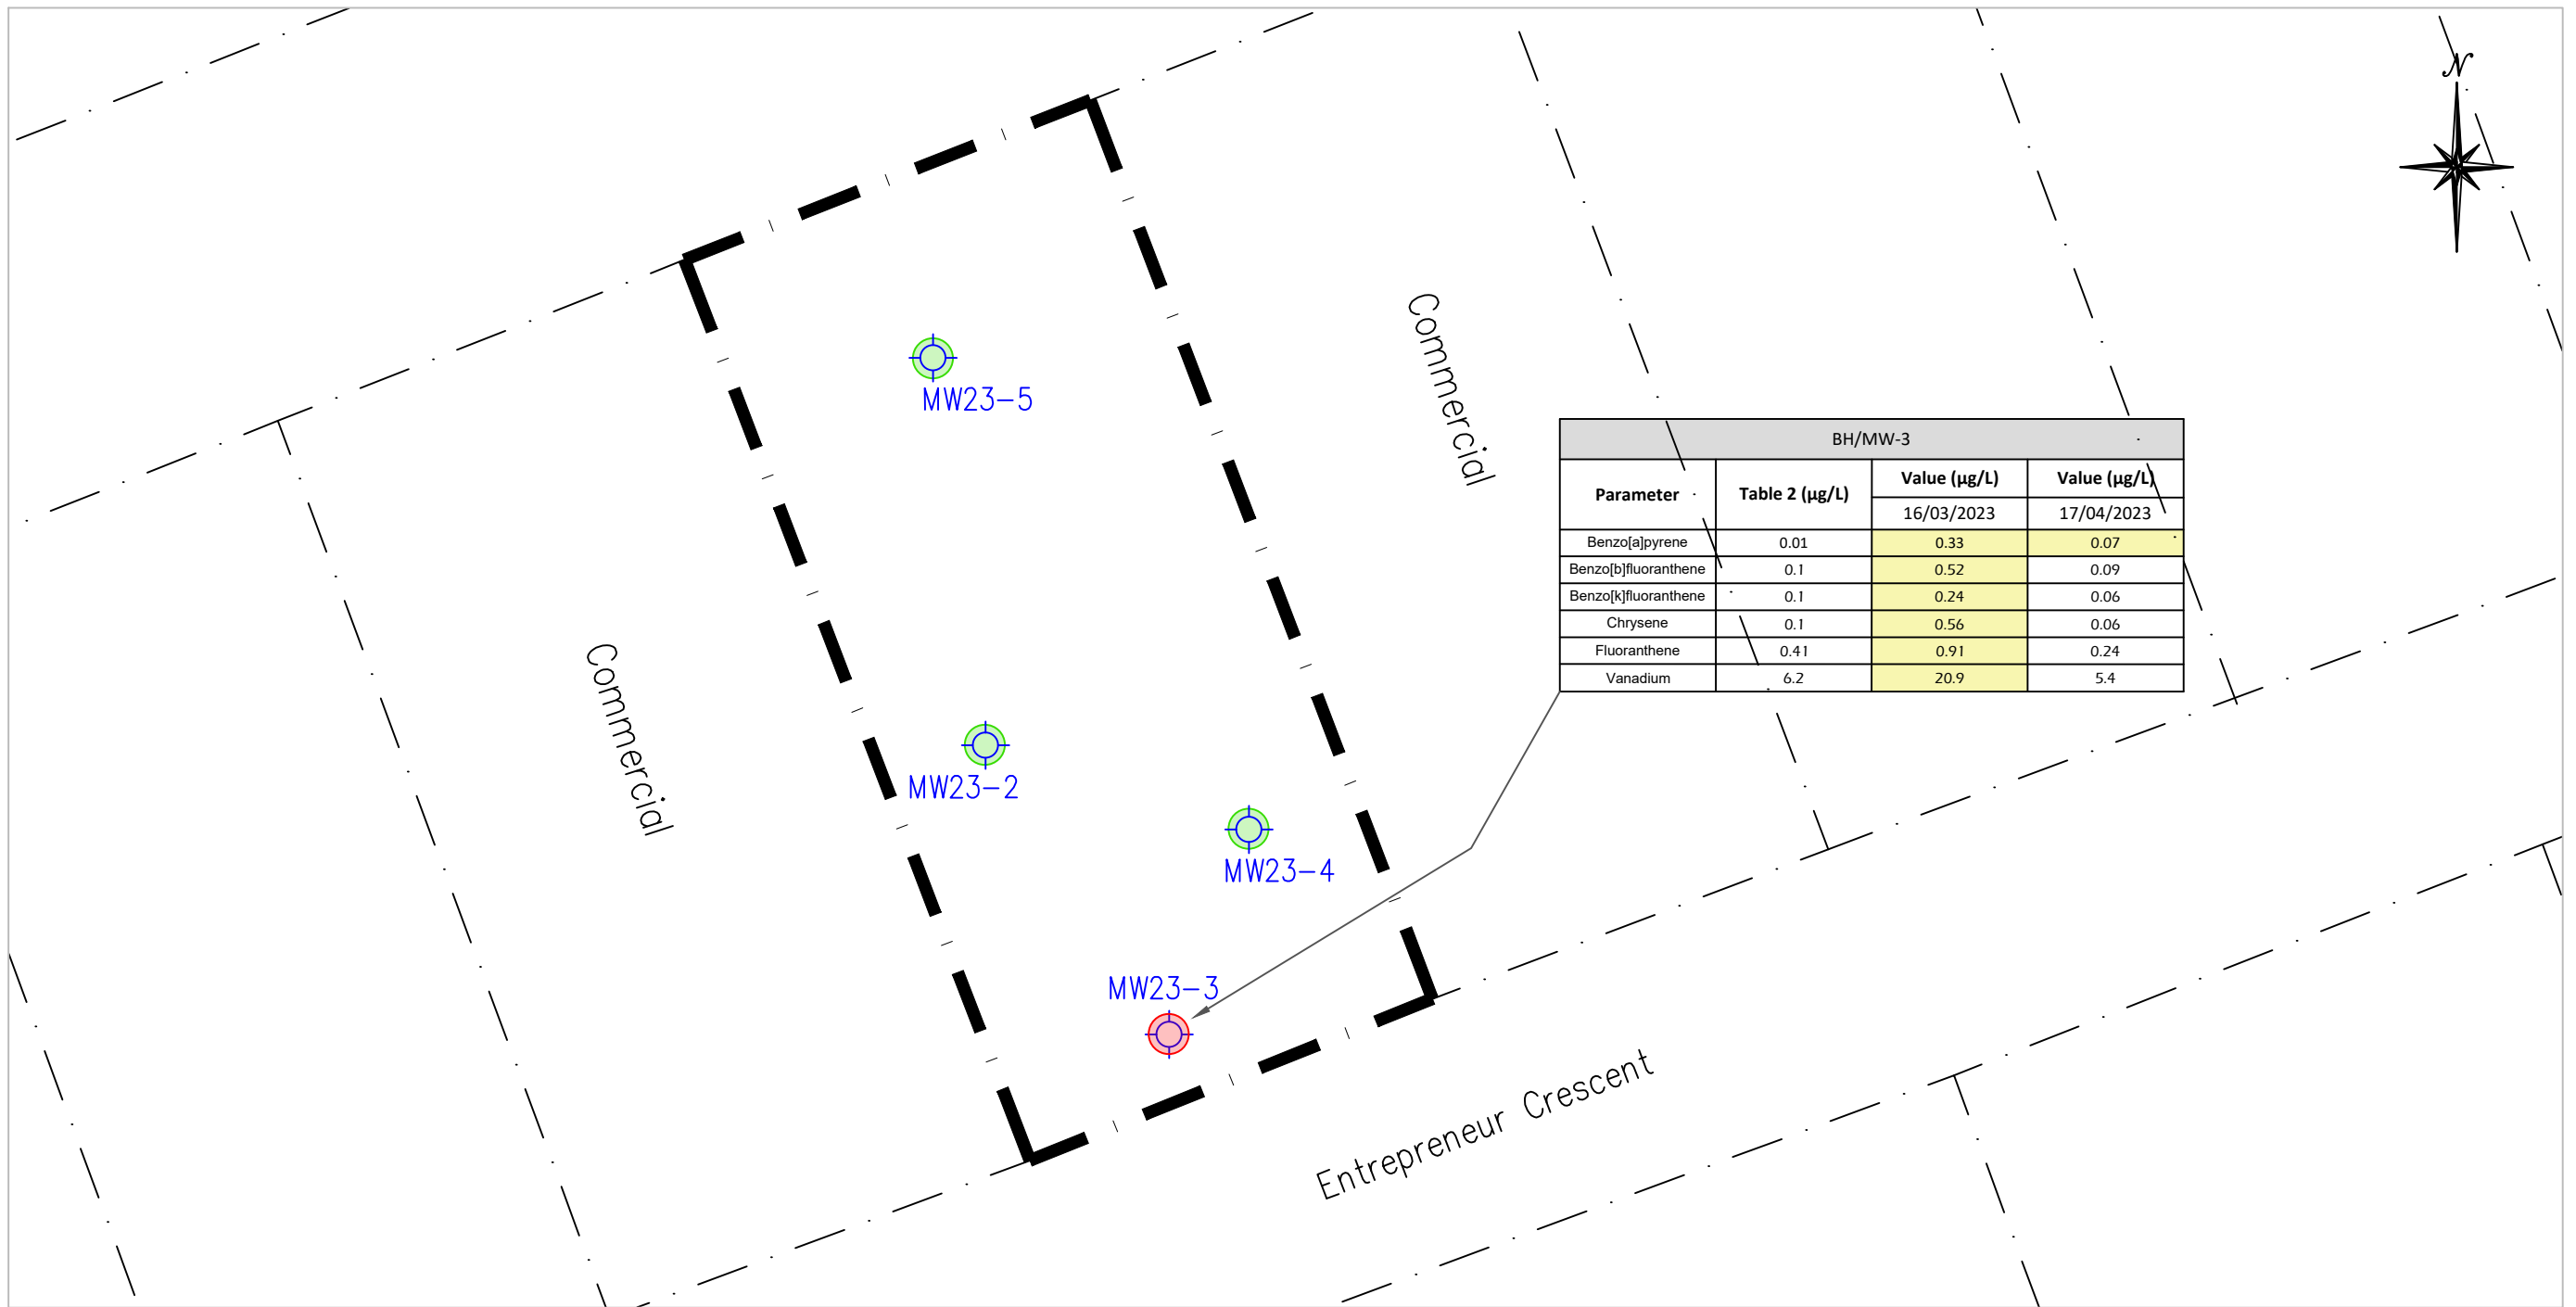 N
MW23-5
Commercial
BH/MW-3
Parameter Table 2 (µg/L) Value (µg/L) Value (µg/L)
16/03/2023 17/04/2023
Benzo[a]pyrene 0.01 0.33 0.07
Benzo[b]fluoranthene 0.1 0.52 0.09
Benzo[k]fluoranthene 0.1 0.24 0.06
Chrysene 0.1 0.56 0.06
Fluoranthene 0.41 0.91 0.24
Vanadium 6.2 20.9 5.4
Commercial
MW23-2
MW23-4
MW23-3
Entrepreneur Crescent